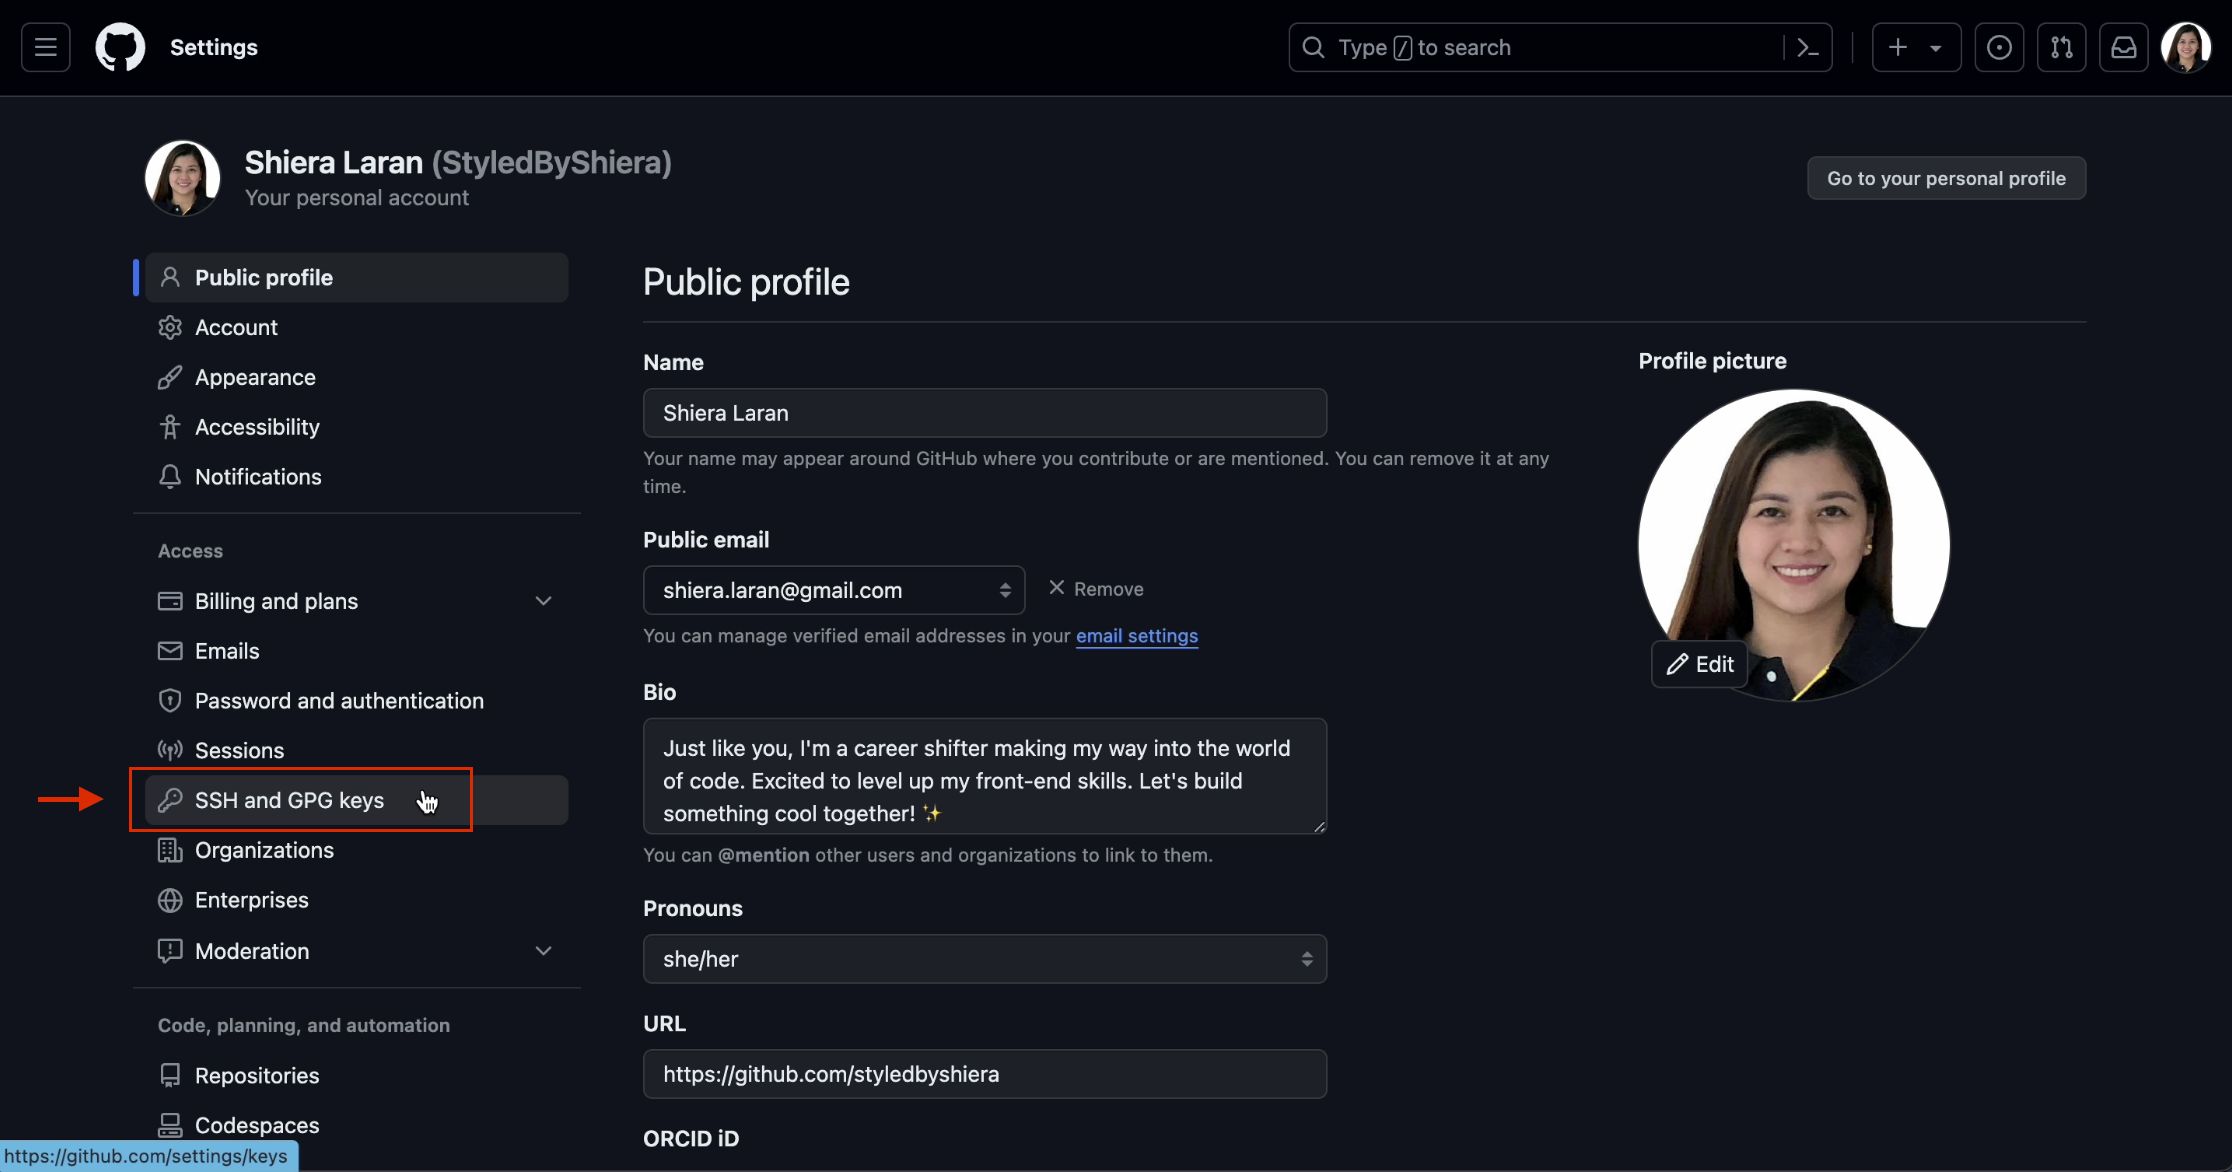 Settings
Type / to search
Shiera Laran (StyledByShiera)
Your personal account
Go to your personal profile
Public profile
Account
Appearance
Accessibility
Notifications
Access
Billing and plans
Emails
Password and authentication
Sessions
SSH and GPG keys
Organizations
Enterprises
Moderation
Code, planning, and automation
Repositories
Codespaces
https://github.com/settings/keys
Public profile
Name
Shiera Laran
Your name may appear around GitHub where you contribute or are mentioned. You can remove it at any
time.
Public email
shiera.laran@gmail.com
Remove
You can manage verified email addresses in your email settings
Bio
Just like you, I'm a career shifter making my way into the world
of code. Excited to level up my front-end skills. Let's build
something cool together! ✨
You can @mention other users and organizations to link to them.
Pronouns
she/her
URL
https://github.com/styledbyshiera
ORCID iD
Profile picture
Edit